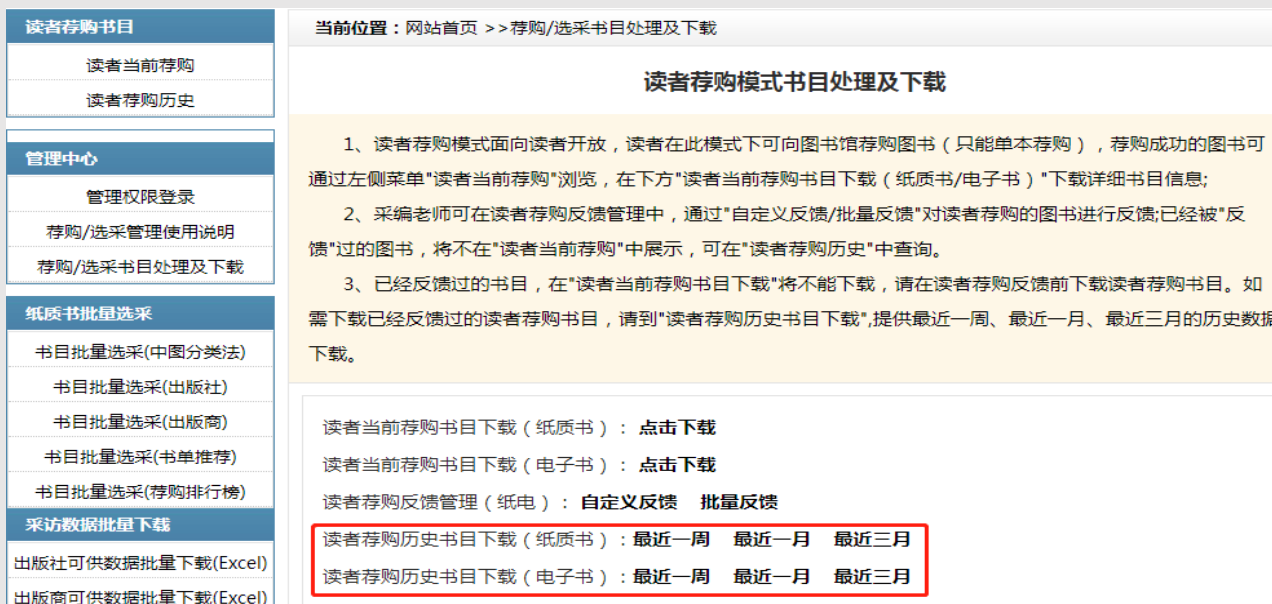 读者荐购书目
读者当前荐购
读者荐购历史
管理中心
管理权限登录
荐购/选采管理使用说明
荐购/选采书目处理及下载
纸质书批量选采
书目批量选采(中图分类法)
书目批量选采(出版社)
书目批量选采(出版商)
书目批量选采(书单推荐)
书目批量选采(荐购排行榜)
采访数据批量下载
出版社可供数据批量下载(Excel)
出版商可供数据批量下载(Excel)
当前位置：网站首页 >>荐购/选采书目处理及下载
读者荐购模式书目处理及下载
1、读者荐购模式面向读者开放，读者在此模式下可向图书馆荐购图书（只能单本荐购），荐购成功的图书可
通过左侧菜单"读者当前荐购"浏览，在下方"读者当前荐购书目下载（纸质书/电子书）"下载详细书目信息;
2、采编老师可在读者荐购反馈管理中，通过"自定义反馈/批量反馈"对读者荐购的图书进行反馈;已经被"反
馈"过的图书，将不在"读者当前荐购"中展示，可在"读者荐购历史"中查询。
3、已经反馈过的书目，在"读者当前荐购书目下载"将不能下载，请在读者荐购反馈前下载读者荐购书目。如
需下载已经反馈过的读者荐购书目，请到"读者荐购历史书目下载",提供最近一周、最近一月、最近三月的历史数据
下载。
读者当前荐购书目下载（纸质书）：点击下载
读者当前荐购书目下载（电子书）：点击下载
读者荐购反馈管理（纸电）：自定义反馈 批量反馈
读者荐购历史书目下载（纸质书）：最近一周 最近一月 最近三月
读者荐购历史书目下载（电子书）：最近一周 最近一月 最近三月